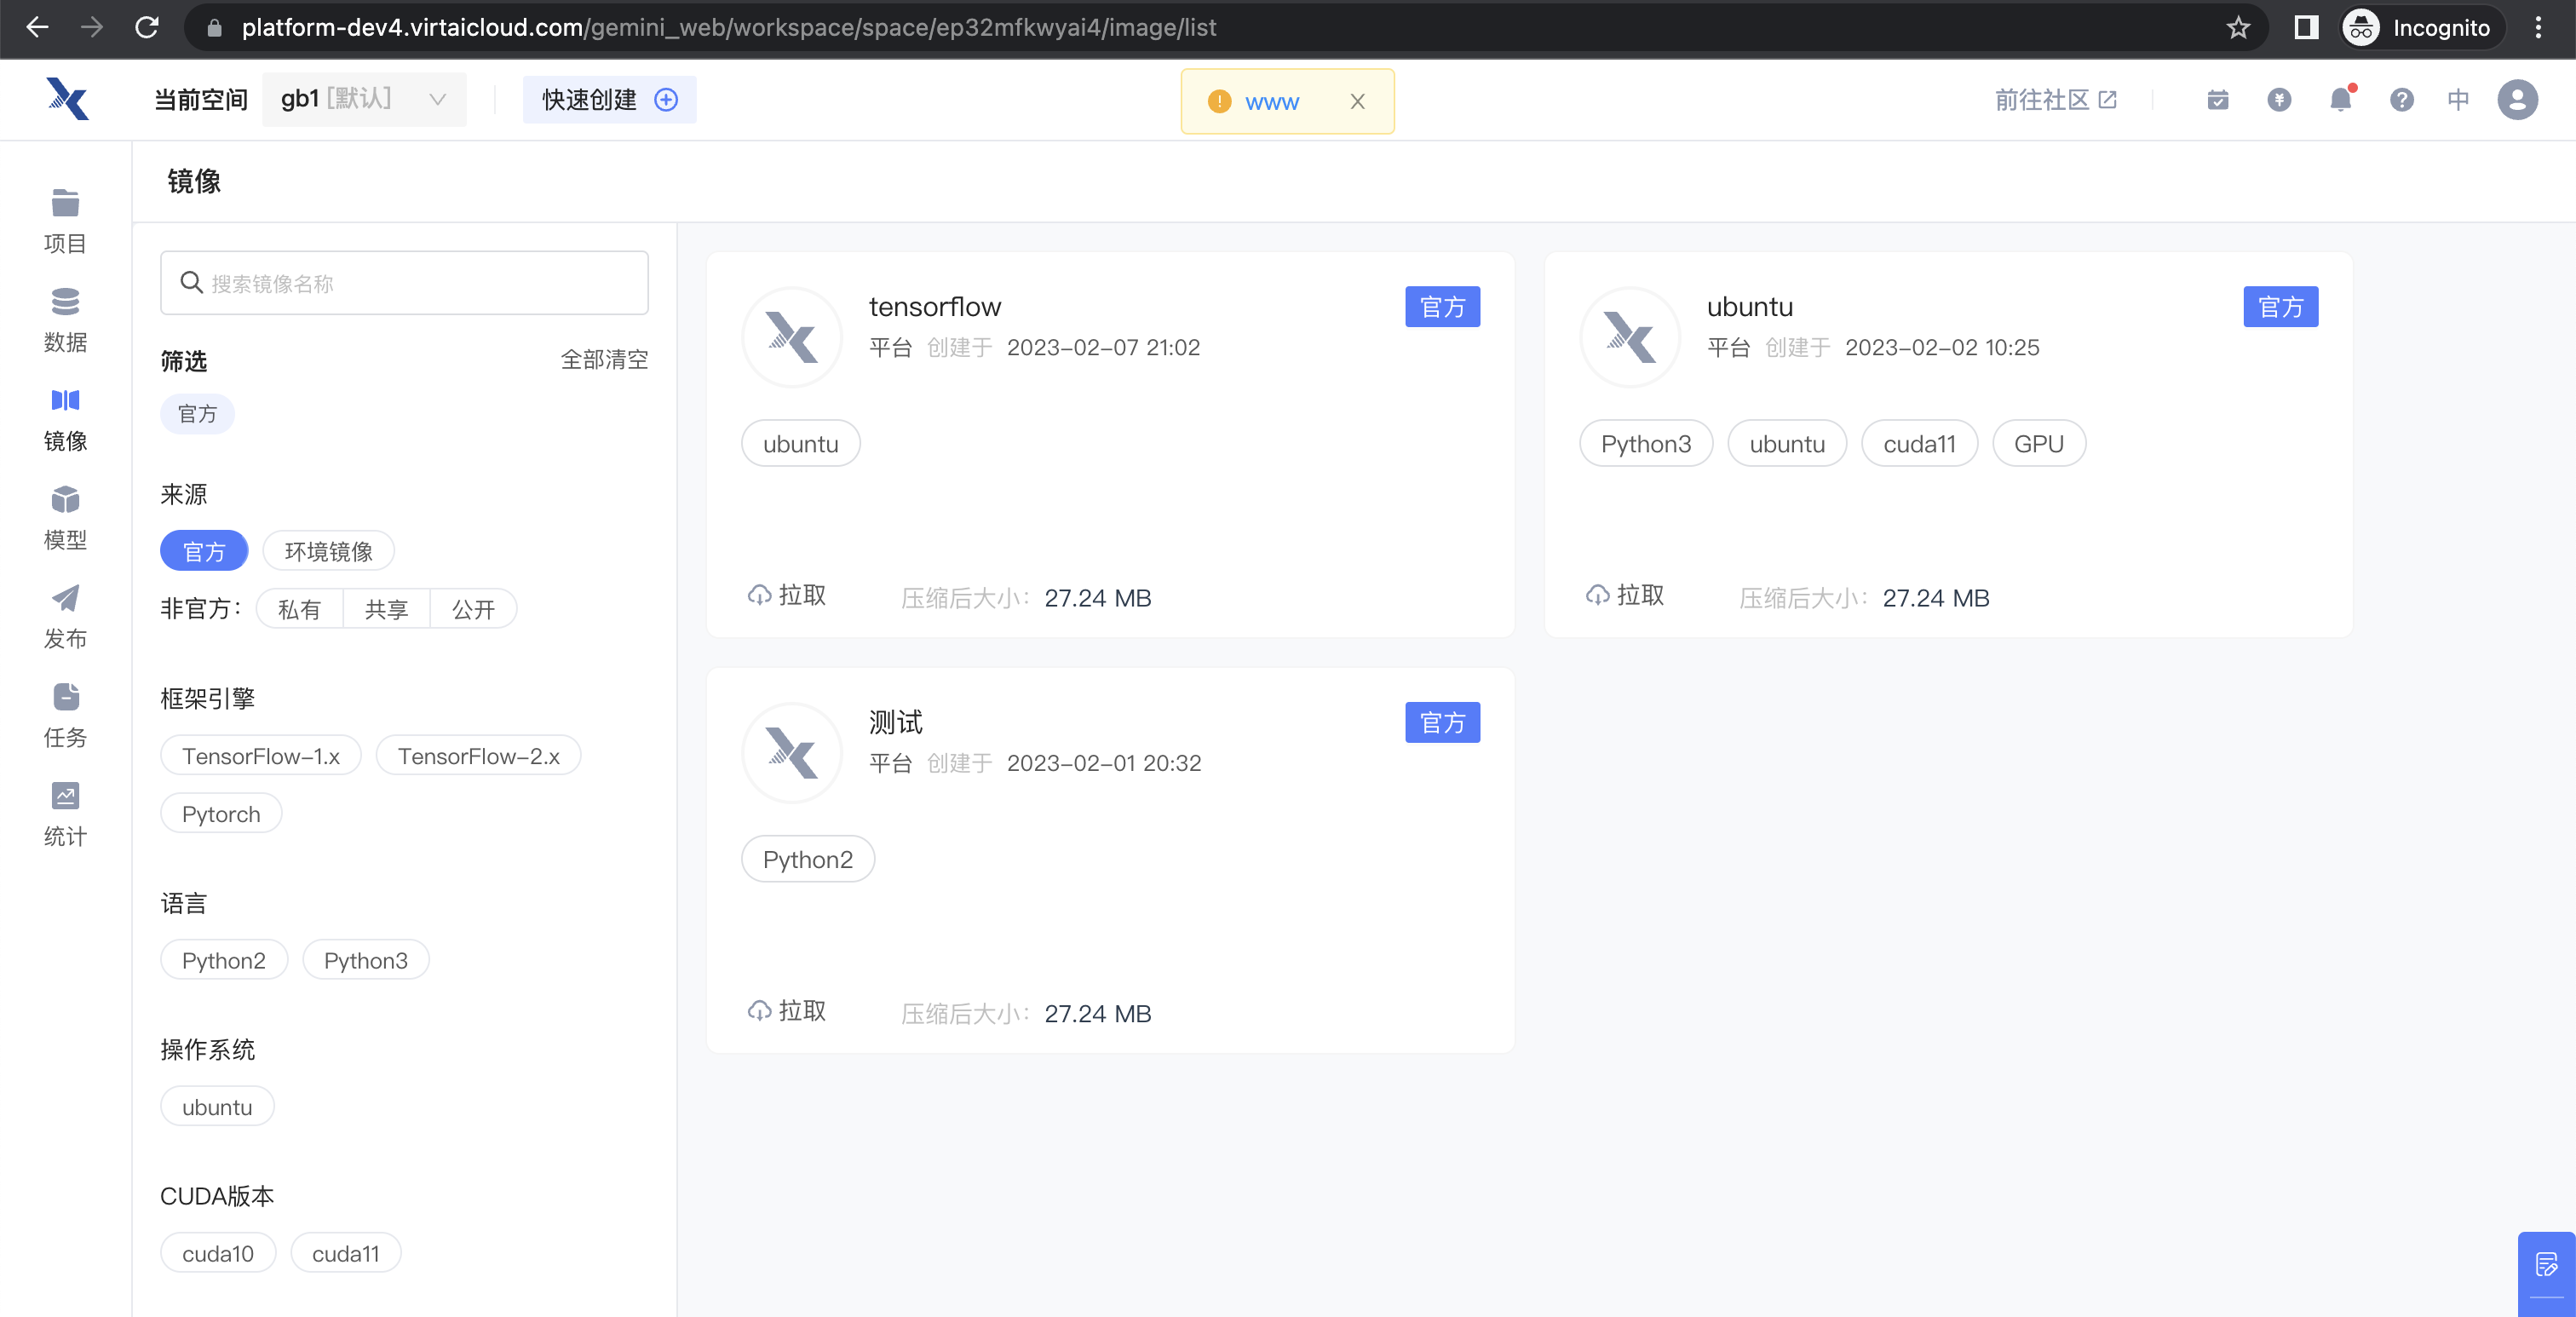 platform-dev4.virtaicloud.com/gemini_web/workspace/space/ep32mfkwyai4/image/list
Incognito
当前空间 gb1 [默认] 快速创建
www
前往社区
中
项目
数据
镜像
模型
发布
任务
统计
镜像
搜索镜像名称
筛选 全部清空
官方
来源
官方 环境镜像
非官方： 私有 共享 公开
框架引擎
TensorFlow-1.x TensorFlow-2.x
Pytorch
语言
Python2 Python3
操作系统
ubuntu
CUDA版本
cuda10 cuda11
tensorflow 官方
平台 创建于 2023-02-07 21:02
ubuntu
拉取 压缩后大小： 27.24 MB
ubuntu 官方
平台 创建于 2023-02-02 10:25
Python3 ubuntu cuda11 GPU
拉取 压缩后大小： 27.24 MB
测试 官方
平台 创建于 2023-02-01 20:32
Python2
拉取 压缩后大小： 27.24 MB